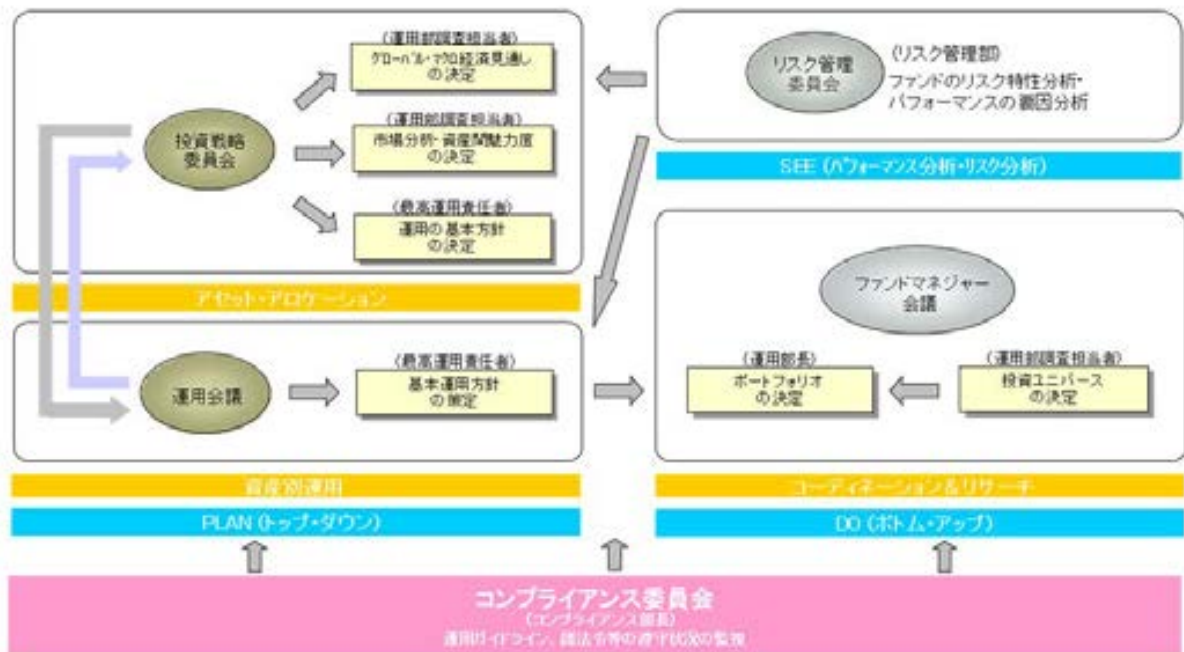 (運用部調査担当者)
グローバル・マクロ経済見通し
の決定
投資戦略
委員会
(運用部調査担当者)
市場分析・資産間魅力度
の決定
(最高運用責任者)
運用の基本方針
の決定
アセット・アロケーション
運用会議
(最高運用責任者)
基本運用方針
の策定
資産別運用
PLAN (トップ・ダウン)
リスク管理
委員会
(リスク管理部)
ファンドのリスク特性分析・
パフォーマンスの要因分析
SEE (パフォーマンス分析・リスク分析)
ファンドマネジャー
会議
(運用部長)
ポートフォリオ
の決定
(運用部調査担当者)
投資ユニバース
の決定
コーディネーション&リサーチ
DO (ボトム・アップ)
コンプライアンス委員会
(コンプライアンス部長)
運用ガイドライン、諸法令等の遵守状況の監視